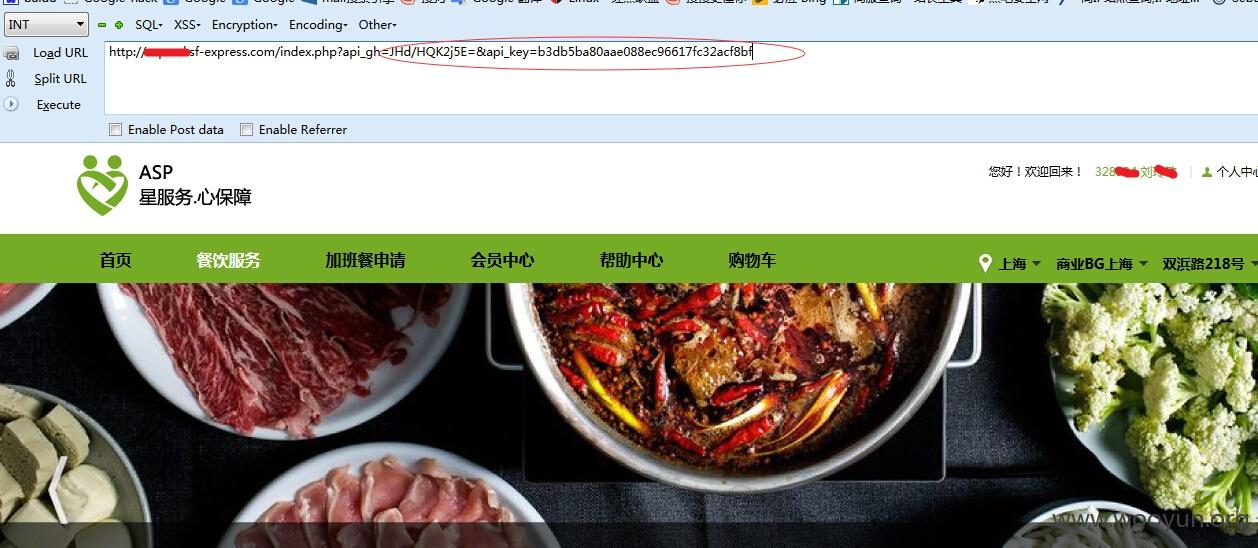 INT SQL- XSS- Encryption- Encoding- Other-
Load URL
http:// sf-express.com/index.php?api_gh=JHd/HQK2j5E=&api_key=b3db5ba80aae088ec96617fc32acf8bf
Split URL
Execute
Enable Post data Enable Referrer
ASP
星服务.心保障
您好！欢迎回来！ 328 刘 | 个人中心
首页 餐饮服务 加班餐申请 会员中心 帮助中心 购物车
上海 商业BG上海 双浜路218号
www.wooyun.org